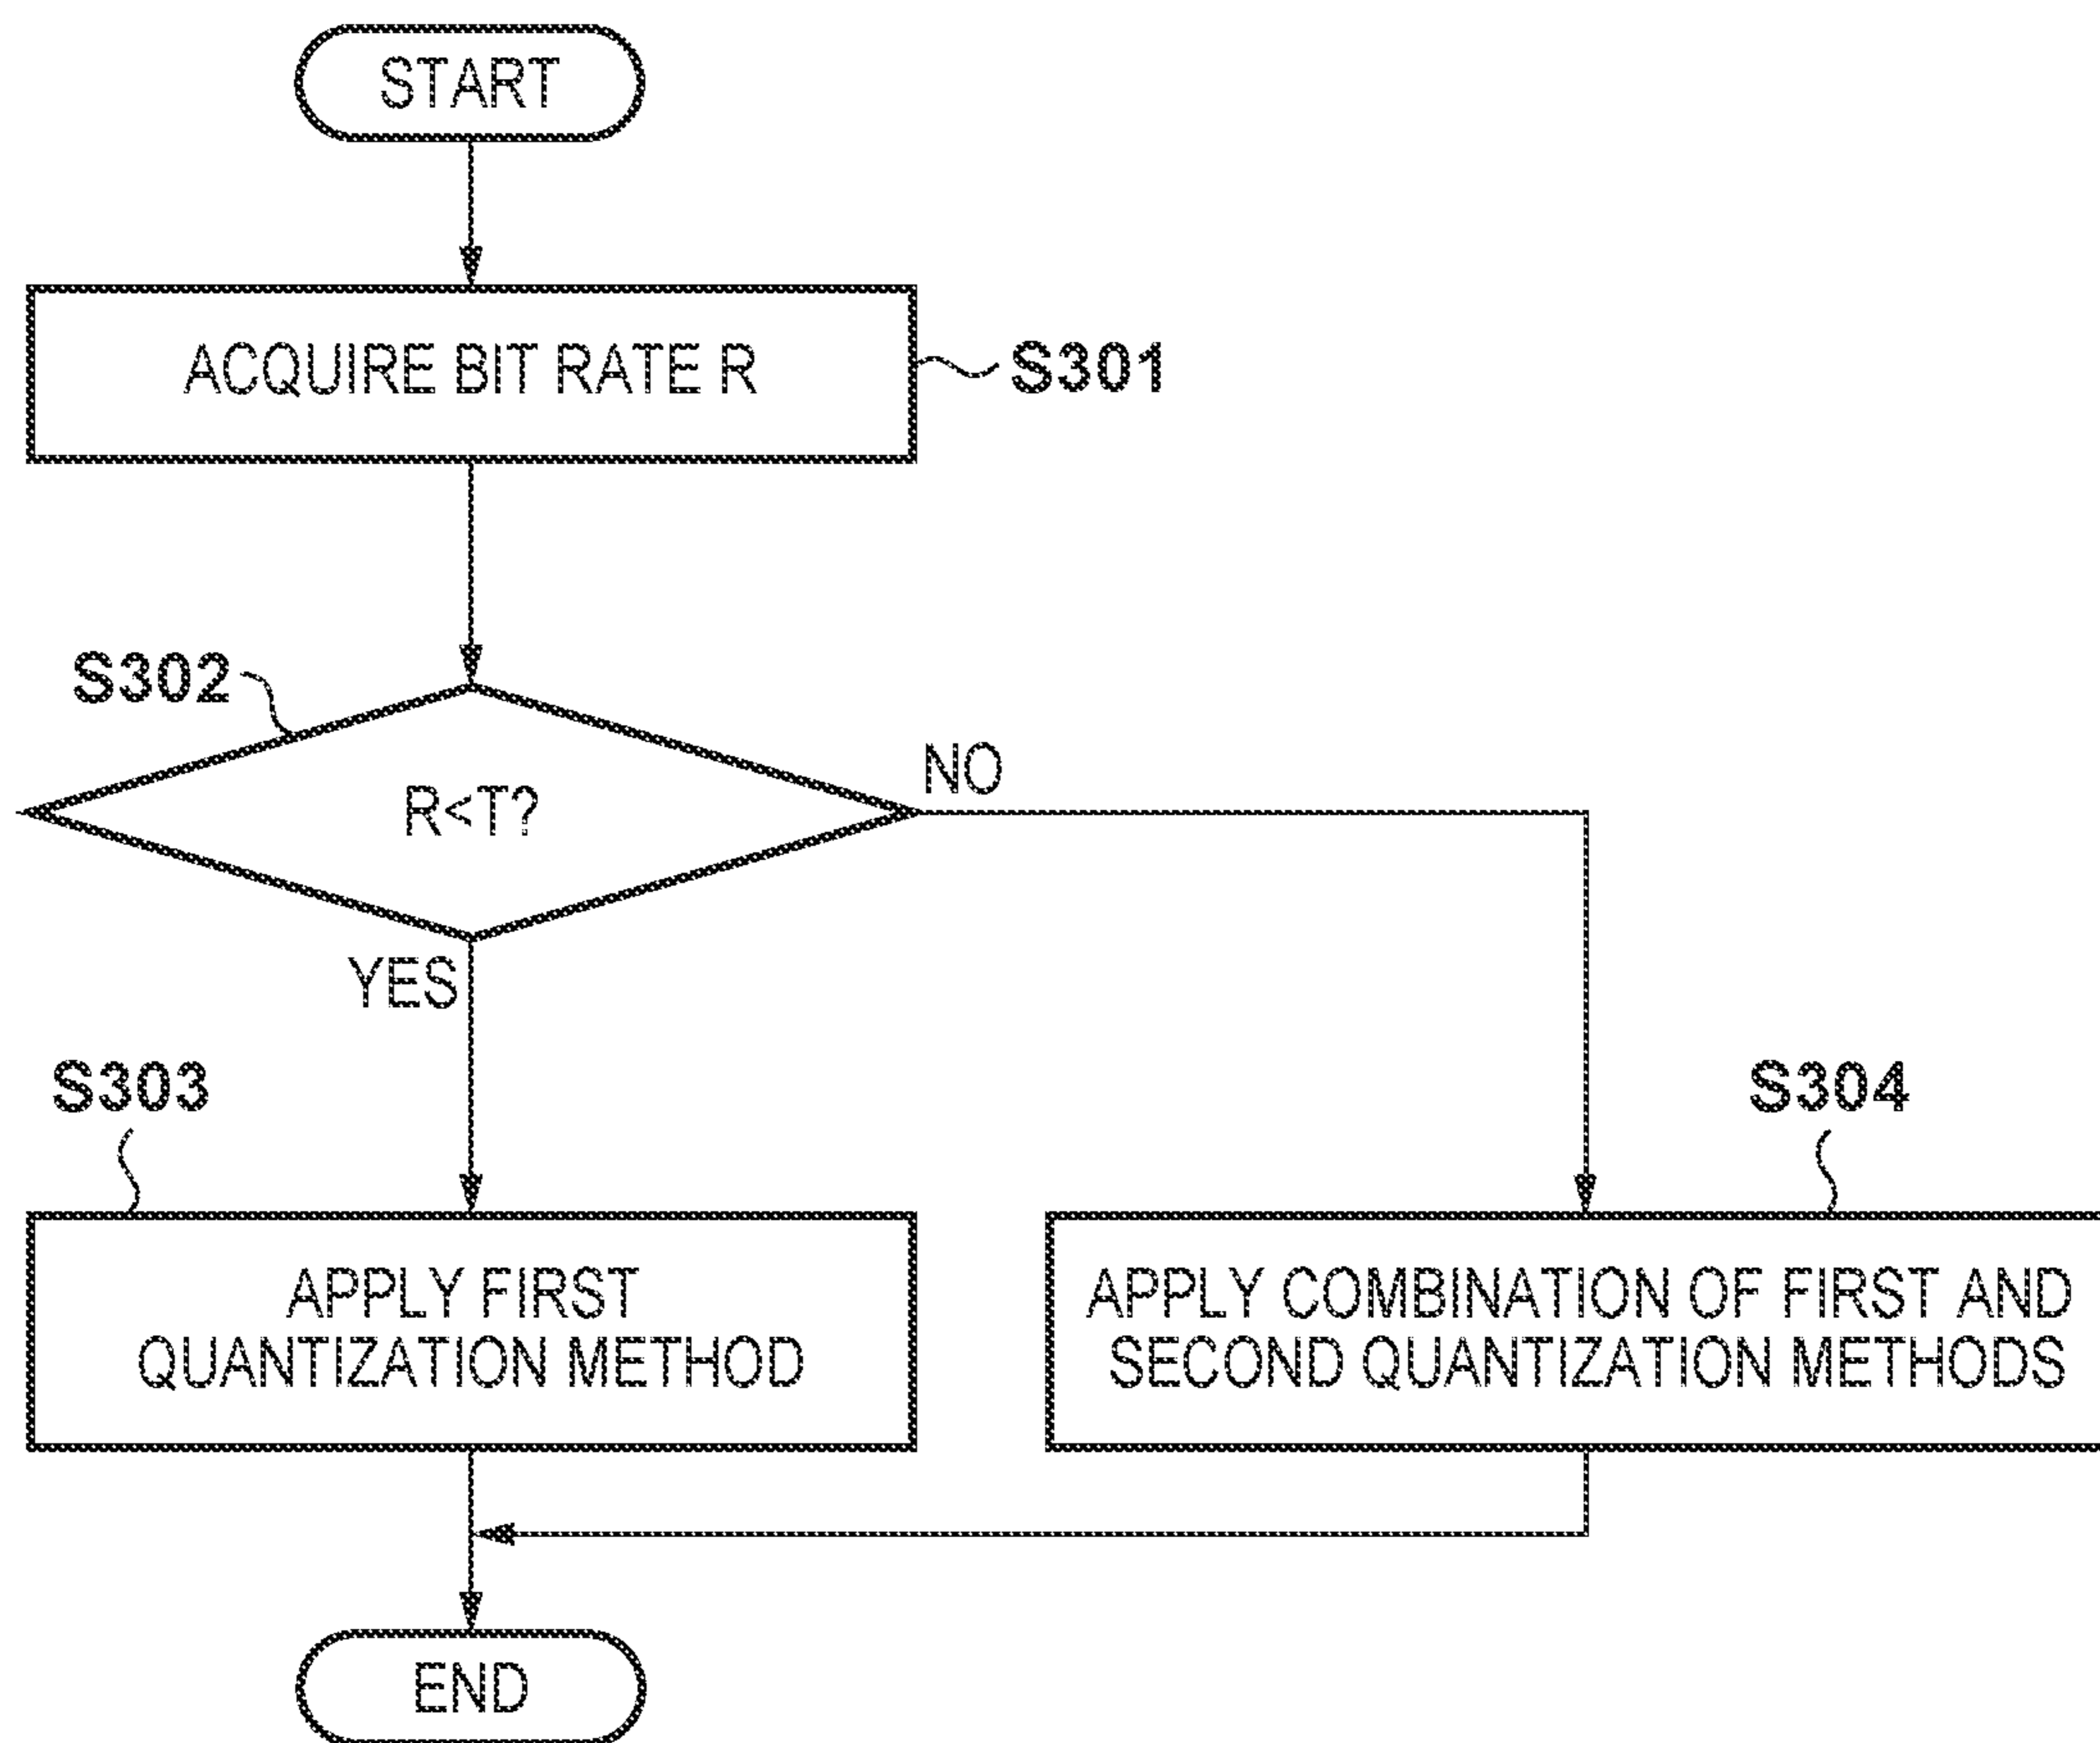 START
ACQUIRE BIT RATE R
S301
S302
R<T?
NO
YES
S303
S304
APPLY FIRST
QUANTIZATION METHOD
APPLY COMBINATION OF FIRST AND
SECOND QUANTIZATION METHODS
END